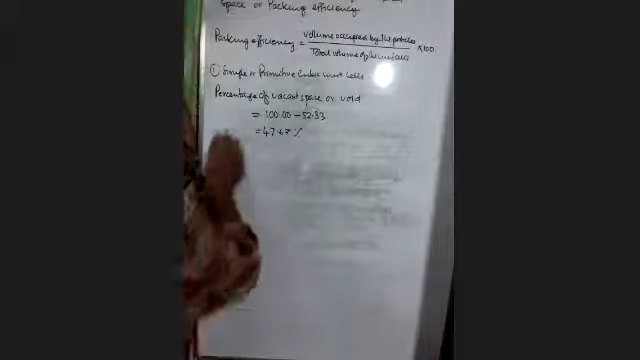 Space or Packing efficiency
Packing efficiency = Volume occupied by the particles / Total volume of the unit cells × 100
① Simple or Primitive Cubic unit cells
Percentage of vacant space or void
= 100.00 - 52.33
= 47.67 %